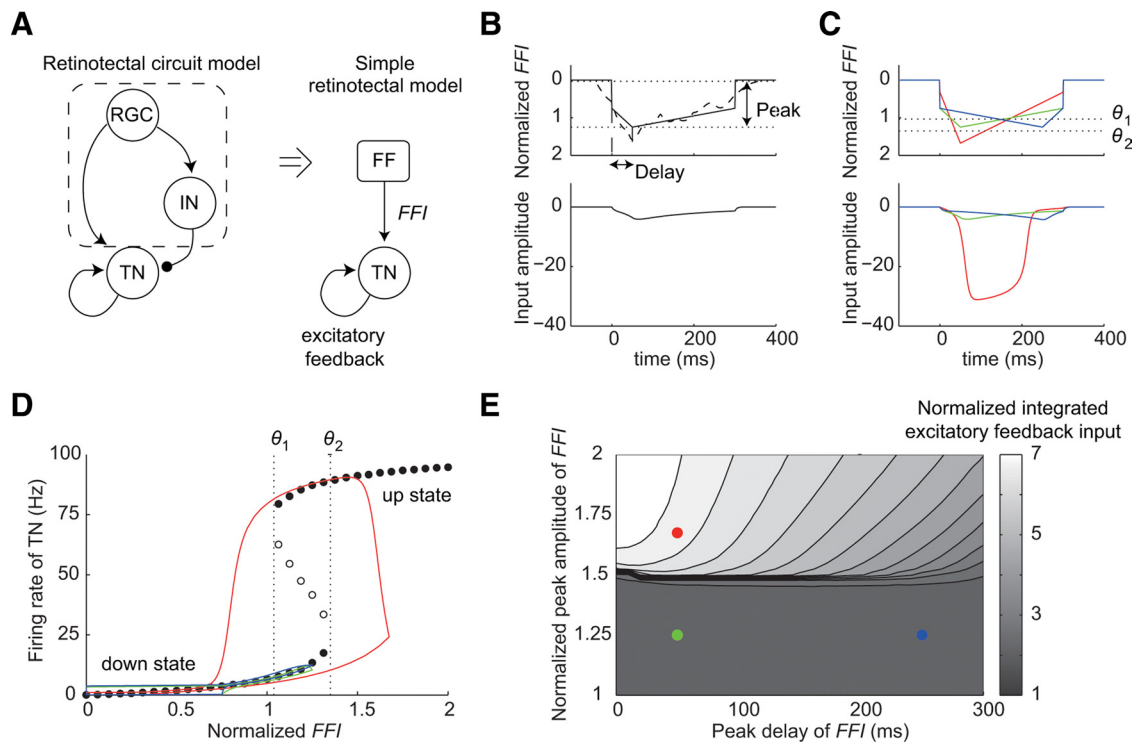 A
Retinotectal circuit model
RGC
IN
TN
⇒
Simple
retinotectal model
FF
FFI
TN
excitatory
feedback
B
Normalized FFI
0
1
2
Peak
Delay
Input amplitude
0
−20
−40
0 200 400
time (ms)
C
Normalized FFI
0
1
2
θ1
θ2
Input amplitude
0
−20
−40
0 200 400
time (ms)
D
Firing rate of TN (Hz)
100
75
50
25
0
θ1 θ2
up state
down state
0 0.5 1 1.5 2
Normalized FFI
E
Normalized integrated
excitatory feedback input
Normalized peak amplitude of FFI
2
1.75
1.5
1.25
1
0 100 200 300
Peak delay of FFI (ms)
7
5
3
1